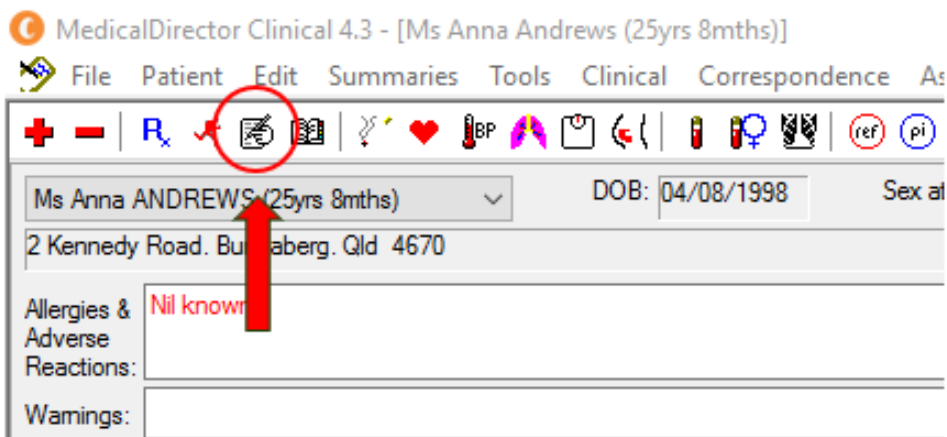 MedicalDirector Clinical 4.3 - [Ms Anna Andrews (25yrs 8mths)]
File Patient Edit Summaries Tools Clinical Correspondence As
Rx BP ref pi
Ms Anna ANDREWS (25yrs 8mths) DOB: 04/08/1998 Sex at
2 Kennedy Road. Qld 4670
Allergies & Nil known
Adverse
Reactions:
Warnings: